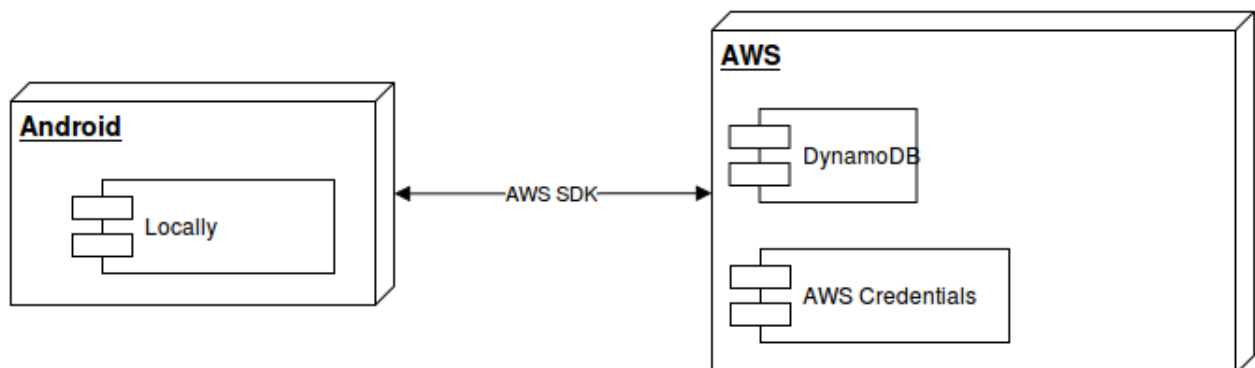 AWS
Android
DynamoDB
AWS SDK
Locally
AWS Credentials